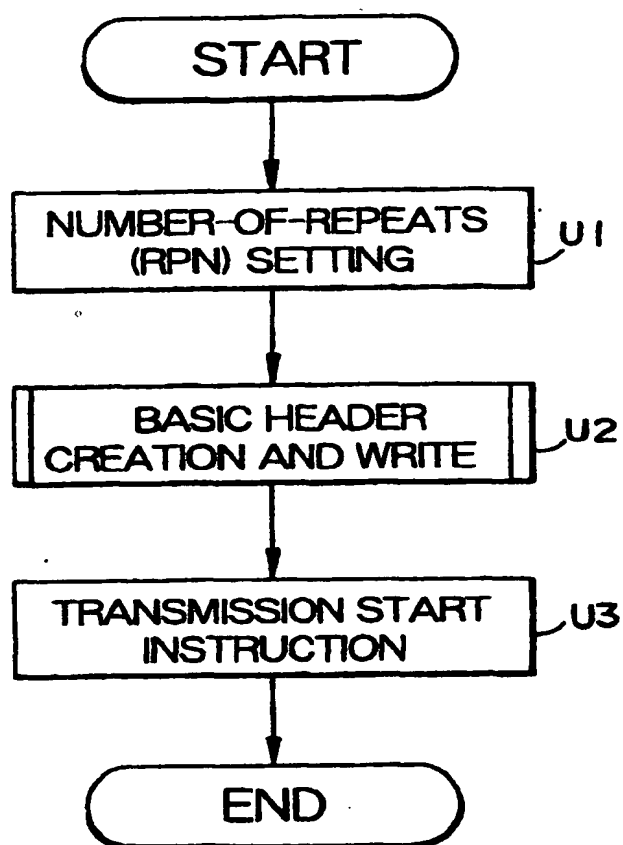 START
NUMBER-OF-REPEATS
(RPN) SETTING
U1
BASIC HEADER
CREATION AND WRITE
U2
TRANSMISSION START
INSTRUCTION
U3
END